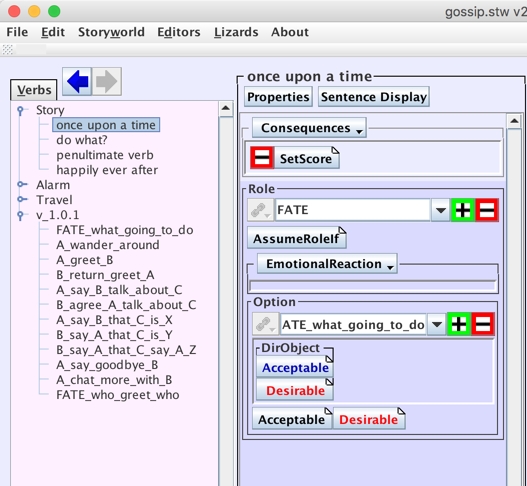 gossip.stw v2
File Edit Storyworld Editors Lizards About
Verbs
Story
once upon a time
do what?
penultimate verb
happily ever after
Alarm
Travel
v_1.0.1
FATE_what_going_to_do
A_wander_around
A_greet_B
B_return_greet_A
A_say_B_talk_about_C
B_agree_A_talk_about_C
A_say_B_that_C_is_X
B_say_A_that_C_is_Y
B_say_A_that_C_say_A_Z
A_say_goodbye_B
A_chat_more_with_B
FATE_who_greet_who
once upon a time
Properties Sentence Display
Consequences
SetScore
Role
FATE
AssumeRoleIf
EmotionalReaction
Option
ATE_what_going_to_do
DirObject
Acceptable
Desirable
Acceptable Desirable